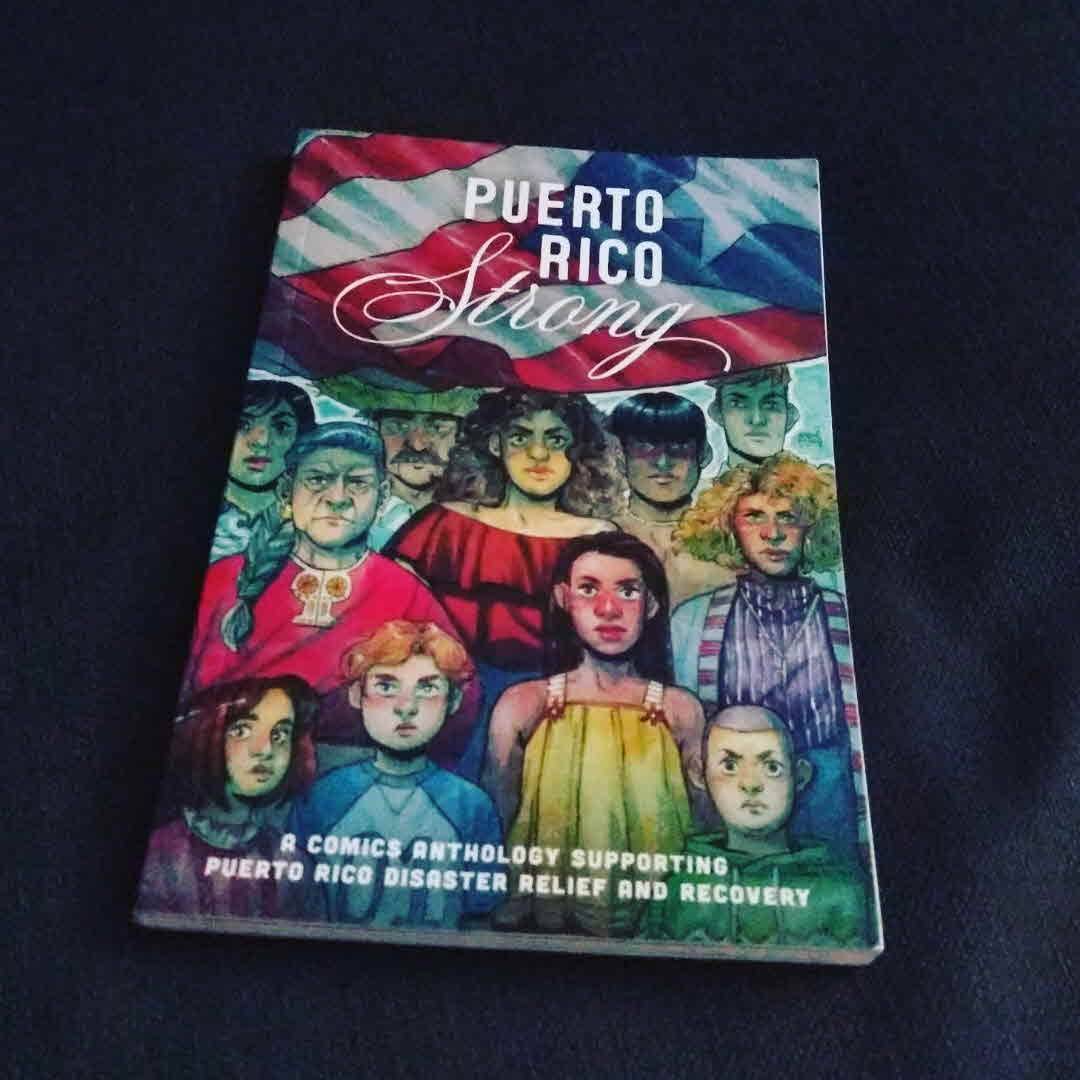 PUERTO
RICO
Strong
A COMICS ANTHOLOGY SUPPORTING
PUERTO RICO DISASTER RELIEF AND RECOVERY